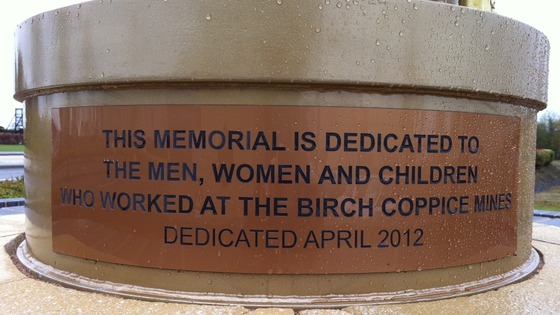 THIS MEMORIAL IS DEDICATED TO
THE MEN, WOMEN AND CHILDREN
WHO WORKED AT THE BIRCH COPPICE MINES
DEDICATED APRIL 2012